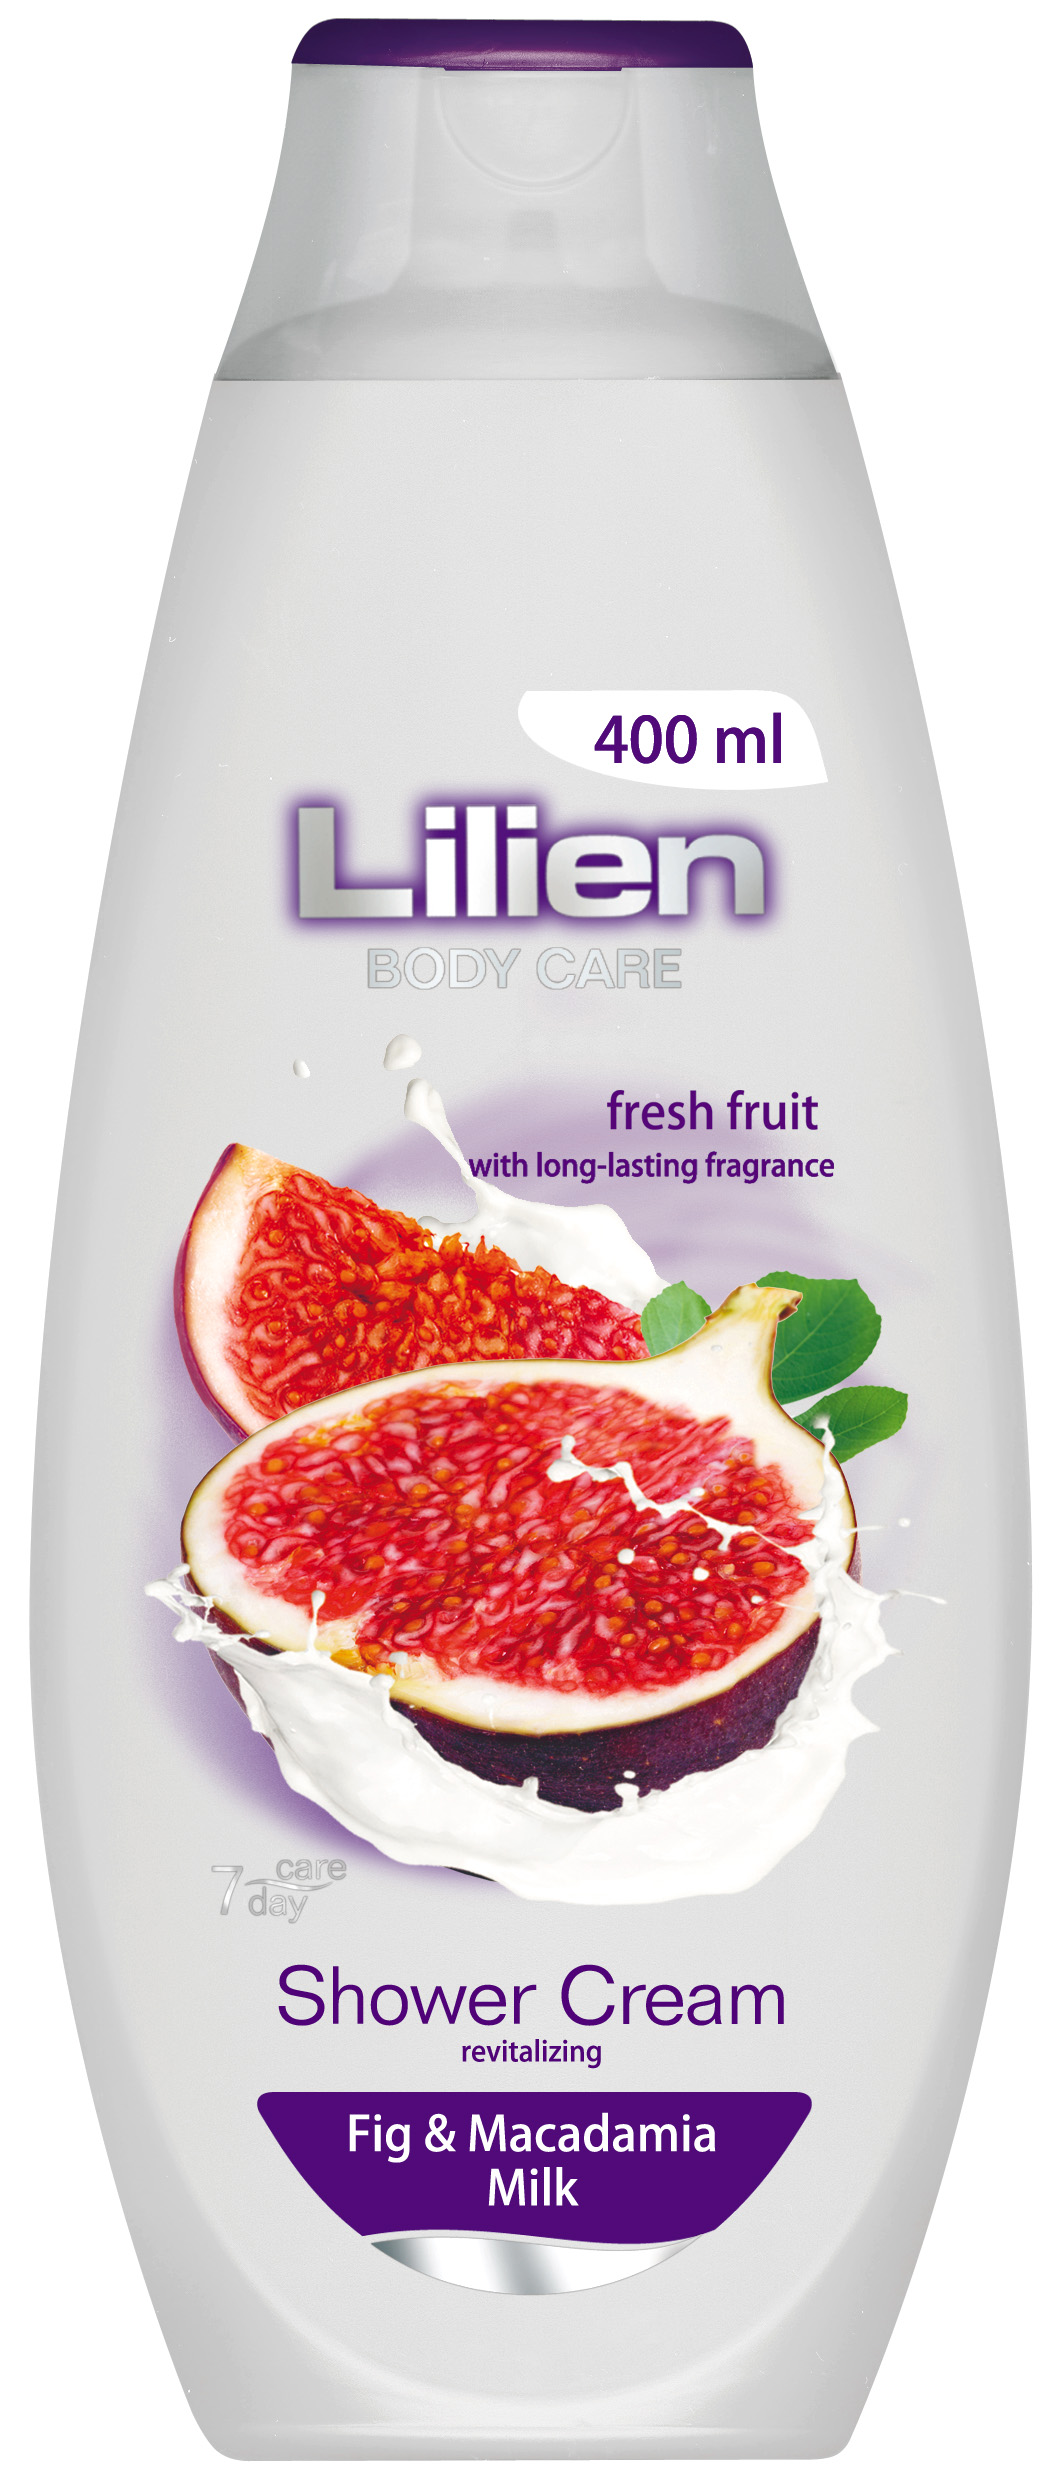 400 ml
Lilien
BODY CARE
fresh fruit
with long-lasting fragrance
7 day care
Shower Cream
revitalizing
Fig & Macadamia
Milk